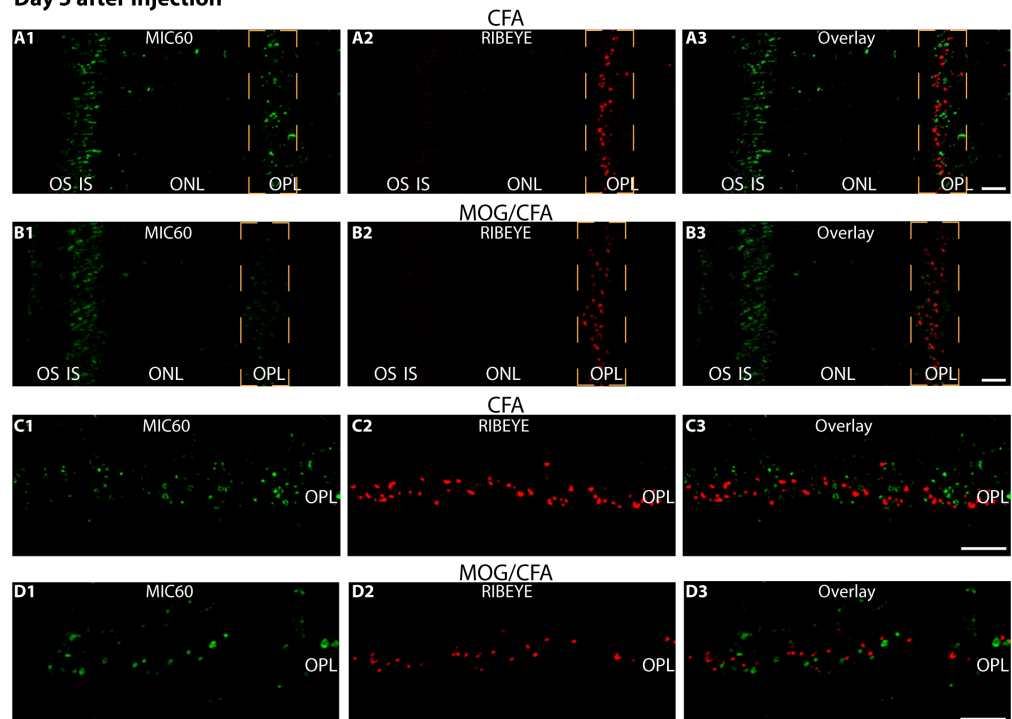 Day 5 after injection
CFA
A1 MIC60 A2 RIBEYE A3 Overlay
OS IS ONL OPL OS IS ONL OPL OS IS ONL OPL
MOG/CFA
B1 MIC60 B2 RIBEYE B3 Overlay
OS IS ONL OPL OS IS ONL OPL OS IS ONL OPL
CFA
C1 MIC60 C2 RIBEYE C3 Overlay
OPL OPL OPL
MOG/CFA
D1 MIC60 D2 RIBEYE D3 Overlay
OPL OPL OPL